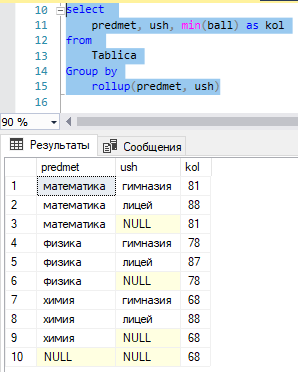 10 select
11 predmet, ush, min(ball) as kol
12 from
13 Tablica
14 Group by
15 rollup(predmet, ush)
16
90 %
Результаты Сообщения
predmet ush kol
1 математика гимназия 81
2 математика лицей 88
3 математика NULL 81
4 физика гимназия 78
5 физика лицей 87
6 физика NULL 78
7 химия гимназия 68
8 химия лицей 88
9 химия NULL 68
10 NULL NULL 68